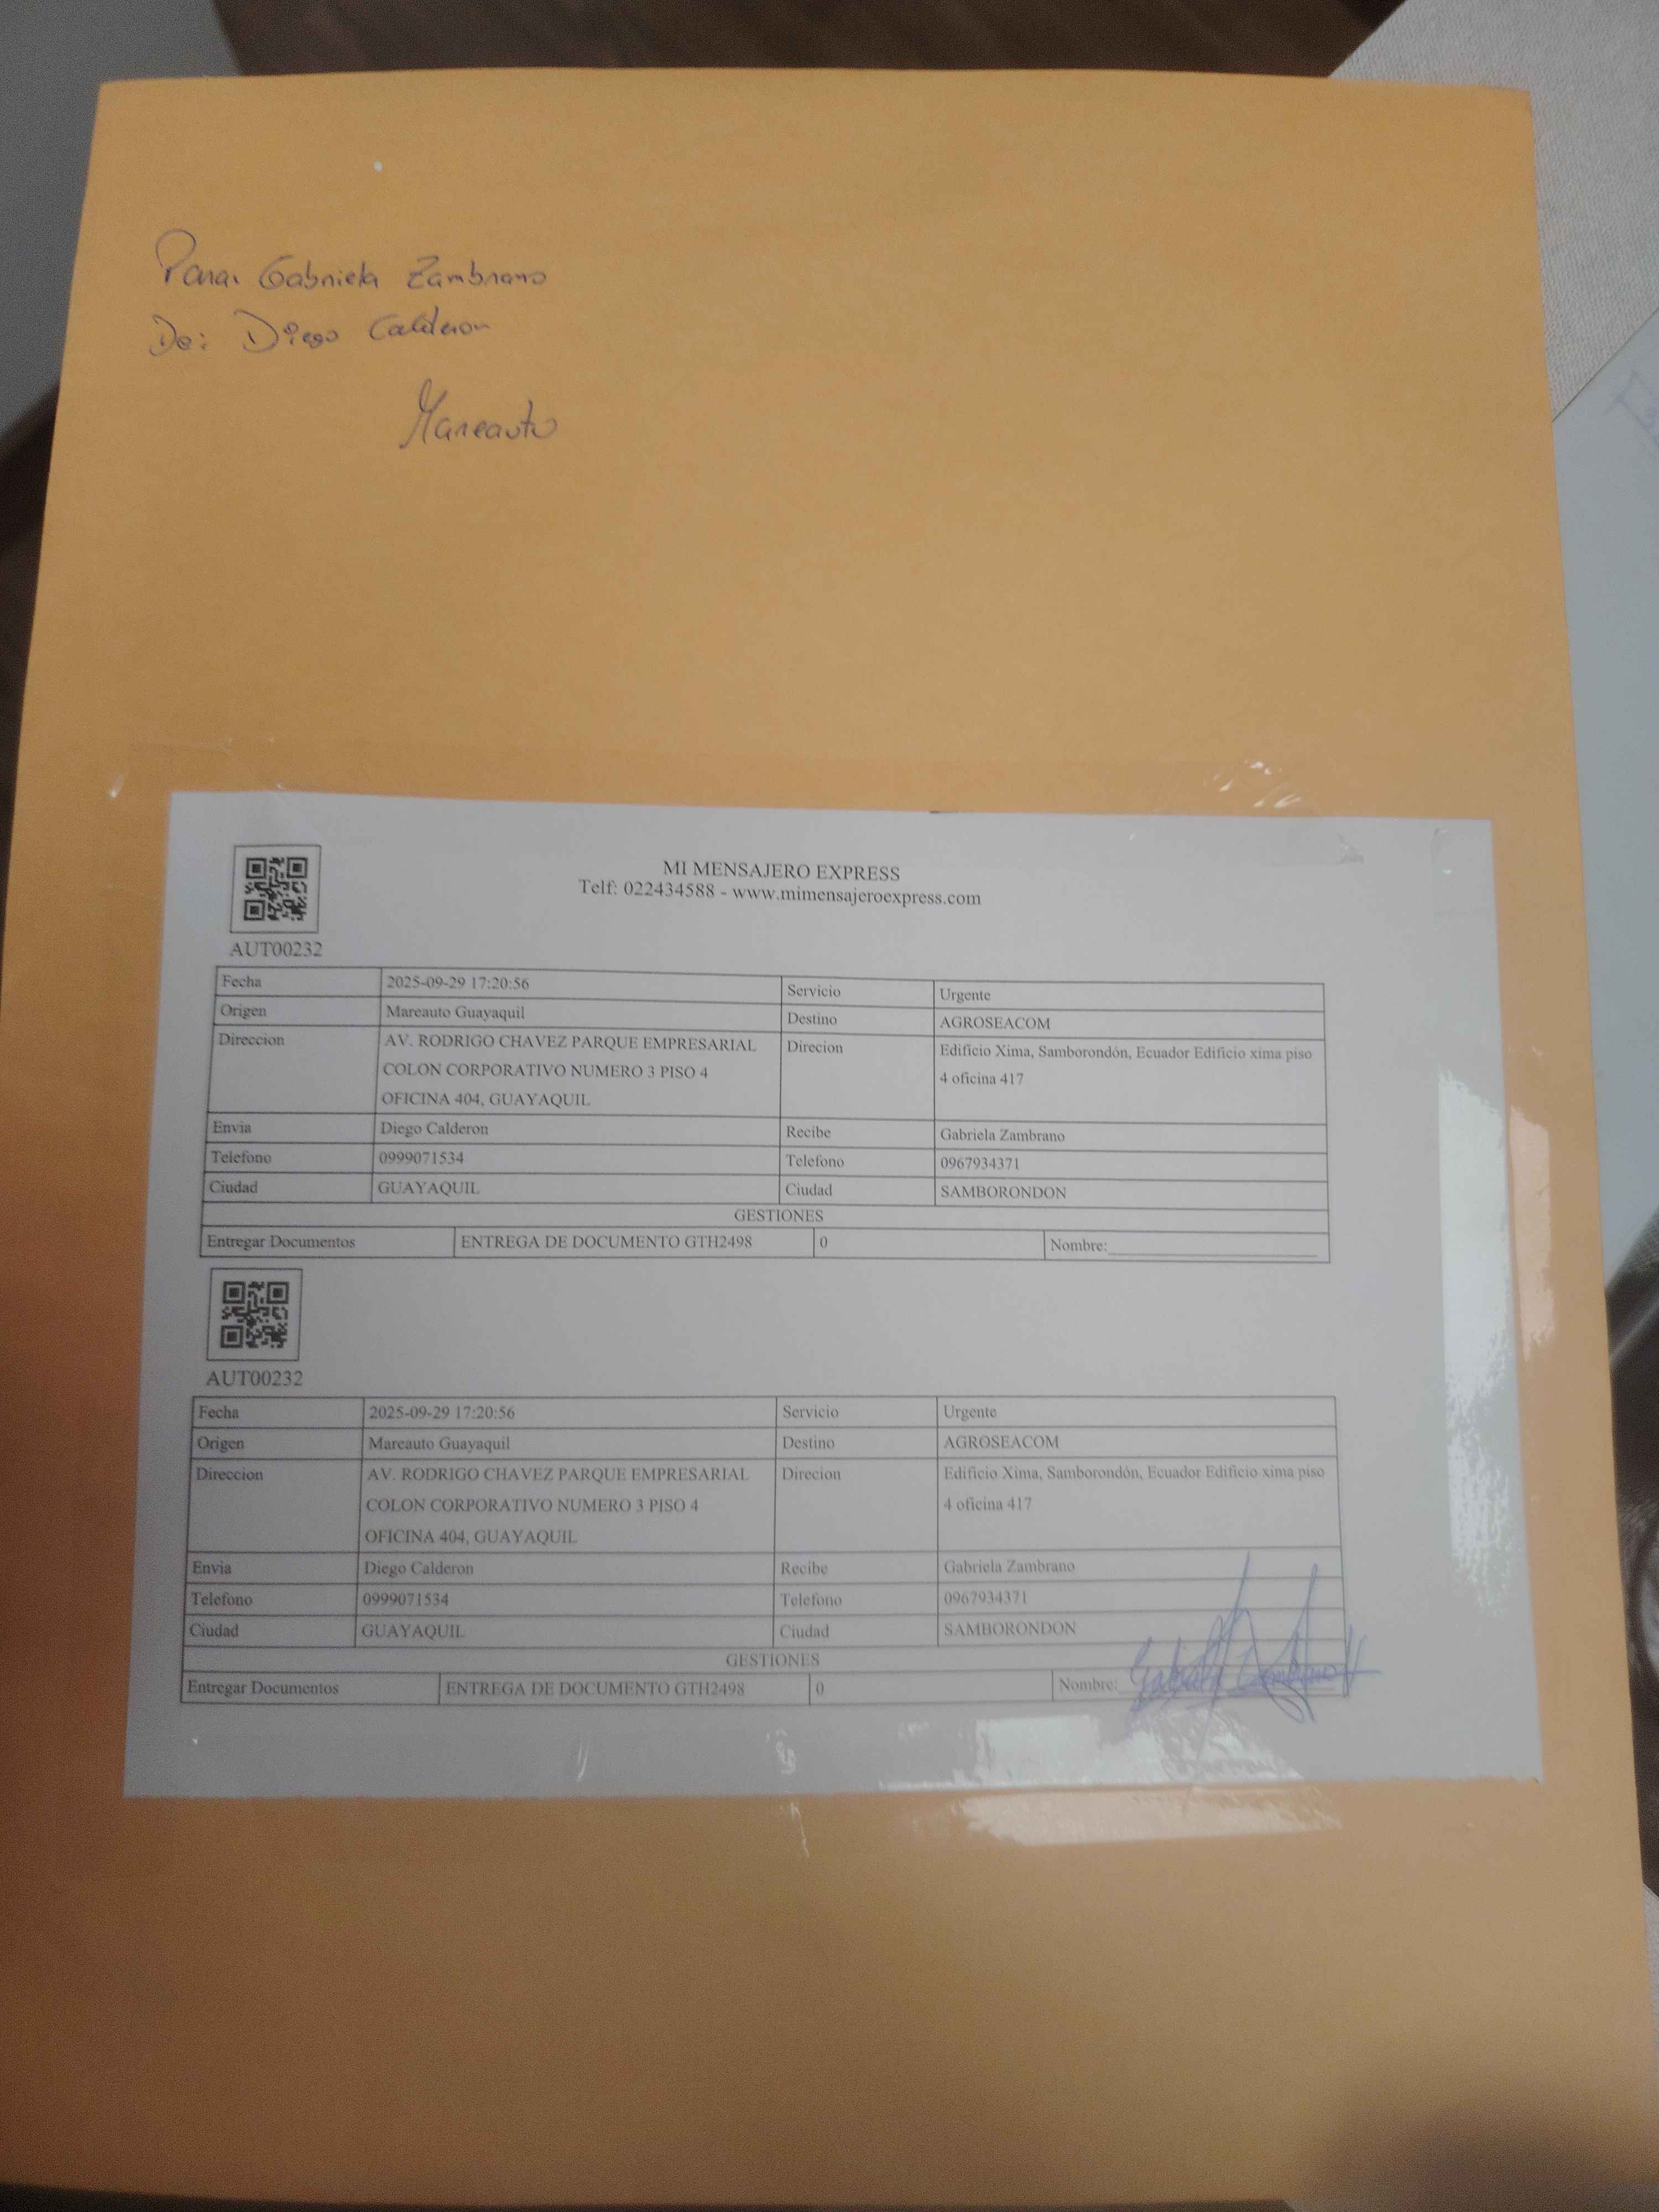 Para: Gabriela Zambrano
De: Diego Calderon
Mareauto
MI MENSAJERO EXPRESS
Telf: 022434588 - www.mimensajeroexpress.com
AUT00232
Fecha 2025-09-29 17:20:56 Servicio Urgente
Origen Mareauto Guayaquil Destino AGROSEACOM
Direccion AV. RODRIGO CHAVEZ PARQUE EMPRESARIAL Direcion Edificio Xima, Samborondón, Ecuador Edificio xima piso
COLON CORPORATIVO NUMERO 3 PISO 4 4 oficina 417
OFICINA 404, GUAYAQUIL
Envia Diego Calderon Recibe Gabriela Zambrano
Telefono 0999071534 Telefono 0967934371
Ciudad GUAYAQUIL Ciudad SAMBORONDON
GESTIONES
Entregar Documentos ENTREGA DE DOCUMENTO GTH2498 0 Nombre:
AUT00232
Fecha 2025-09-29 17:20:56 Servicio Urgente
Origen Mareauto Guayaquil Destino AGROSEACOM
Direccion AV. RODRIGO CHAVEZ PARQUE EMPRESARIAL Direcion Edificio Xima, Samborondón, Ecuador Edificio xima piso
COLON CORPORATIVO NUMERO 3 PISO 4 4 oficina 417
OFICINA 404, GUAYAQUIL
Envia Diego Calderon Recibe Gabriela Zambrano
Telefono 0999071534 Telefono 0967934371
Ciudad GUAYAQUIL Ciudad SAMBORONDON
GESTIONES
Entregar Documentos ENTREGA DE DOCUMENTO GTH2498 0 Nombre: Gabriela Zambrano